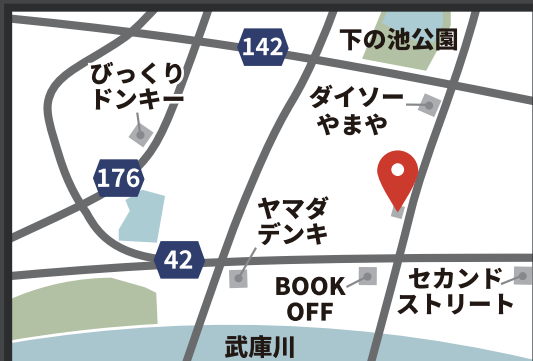 下の池公園
142
びっくり
ドンキー
ダイソー
やまや
176
ヤマダ
デンキ
42
BOOK
OFF
セカンド
ストリート
武庫川